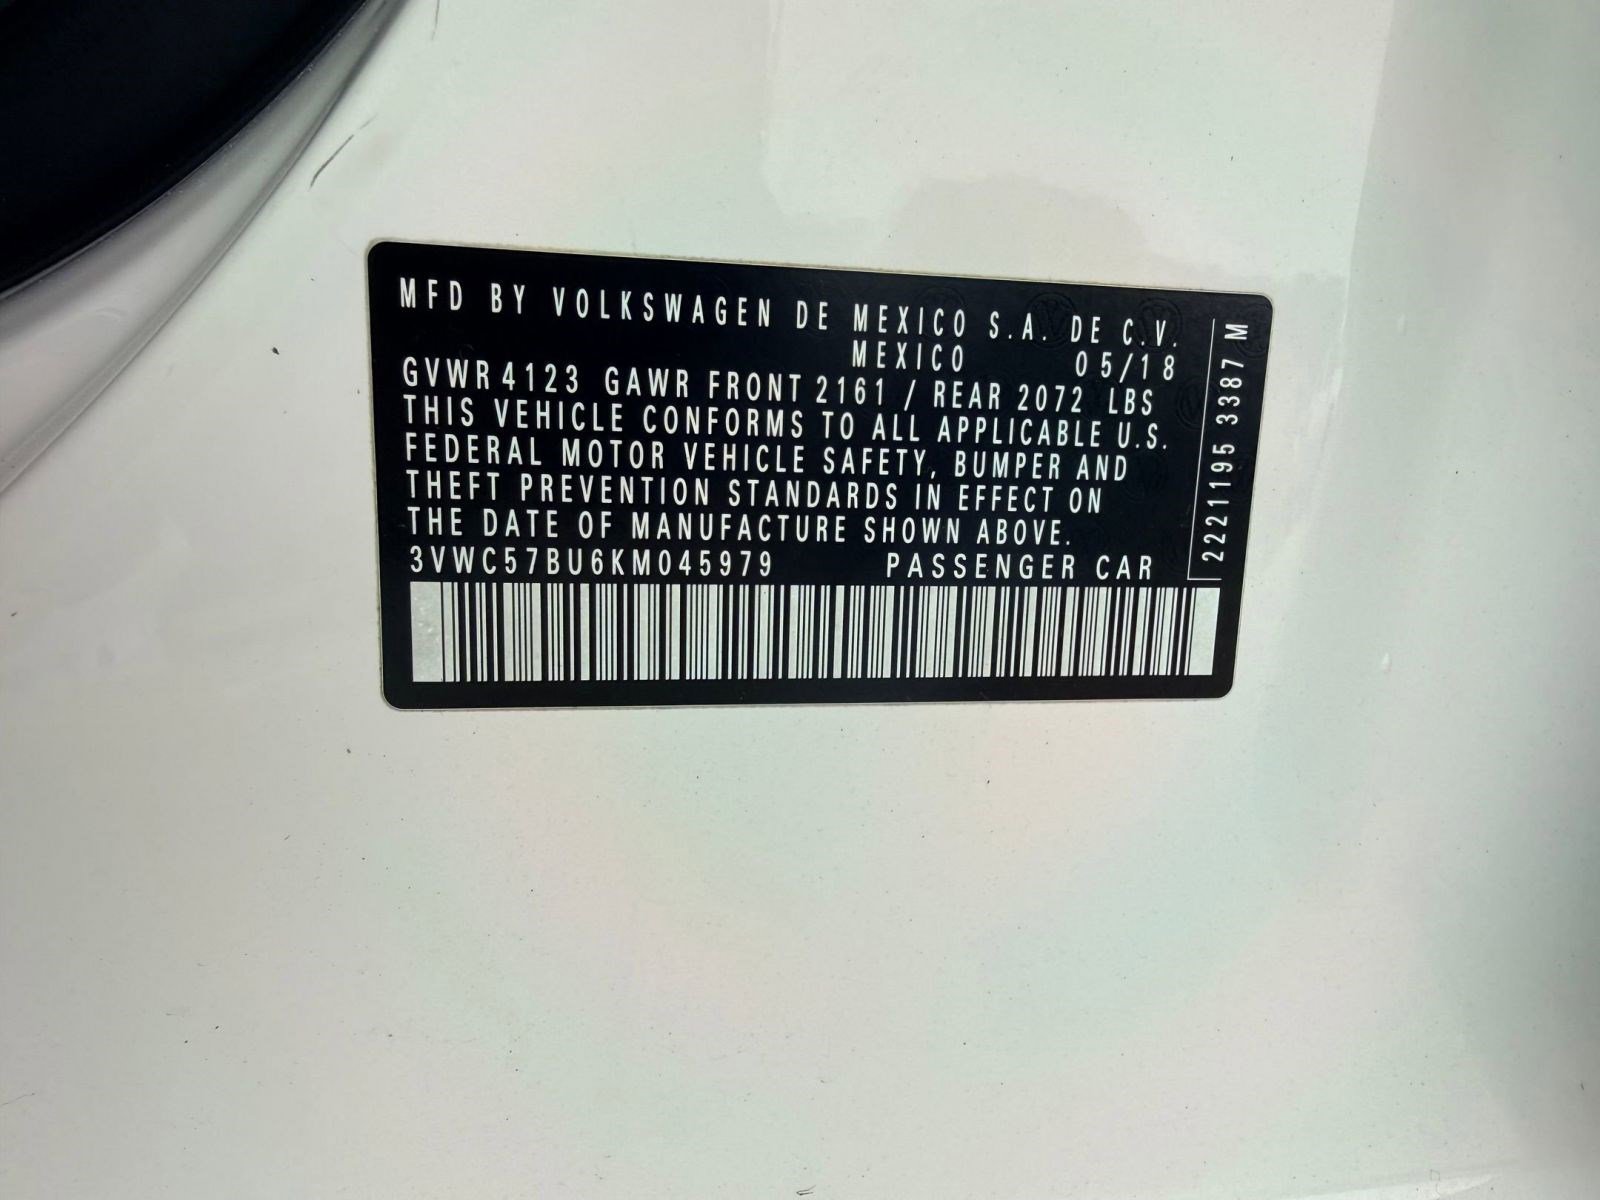 MFD BY VOLKSWAGEN DE MEXICO S.A. DE C.V.
MEXICO 05/18
GVWR 4123 GAWR FRONT 2161 / REAR 2072 LBS
THIS VEHICLE CONFORMS TO ALL APPLICABLE U.S.
FEDERAL MOTOR VEHICLE SAFETY, BUMPER AND
THEFT PREVENTION STANDARDS IN EFFECT ON
THE DATE OF MANUFACTURE SHOWN ABOVE.
3VWC57BU6KM045979 PASSENGER CAR
2221195 3387 M